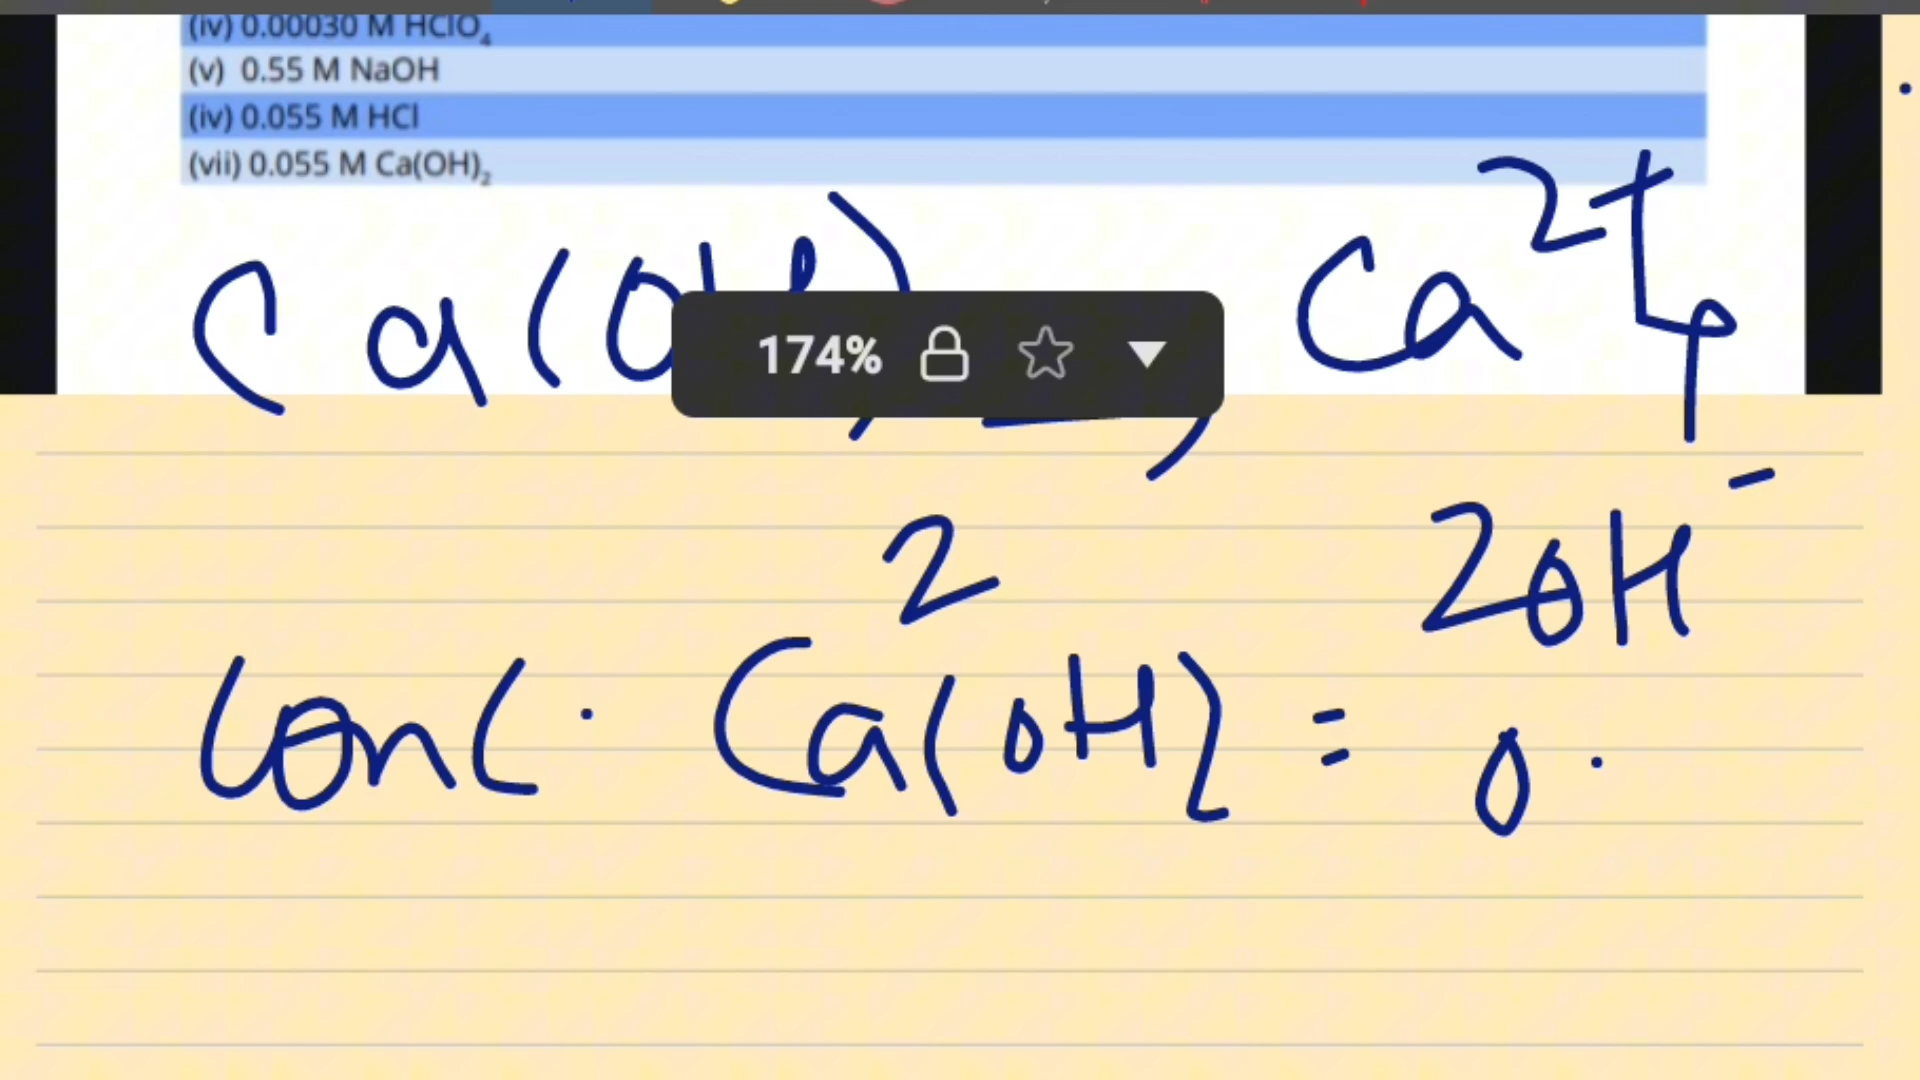 (iv) 0.00030 M HClO₄
(v) 0.55 M NaOH
(iv) 0.055 M HCl
(vii) 0.055 M Ca(OH)₂
Ca(OH) Ca²⁺ +
174%
2 2OH⁻
Conc. Ca(OH)2 = 0.